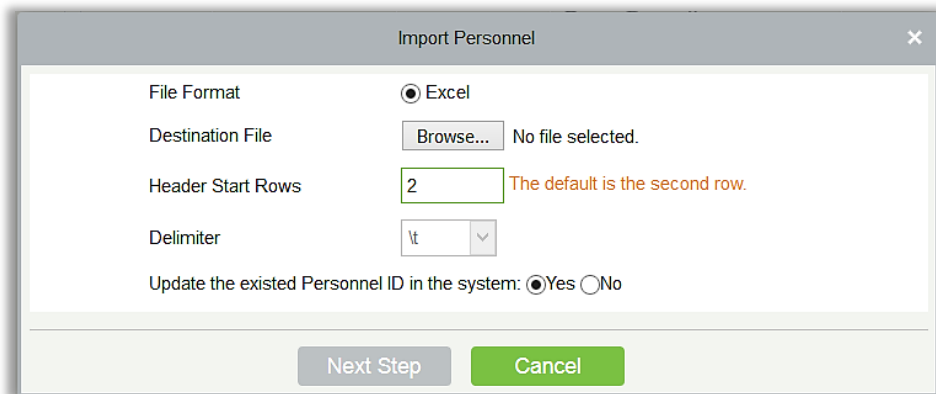 Import Personnel ×
File Format Excel
Destination File Browse... No file selected.
Header Start Rows 2 The default is the second row.
Delimiter \t
Update the existed Personnel ID in the system: Yes No
Next Step Cancel